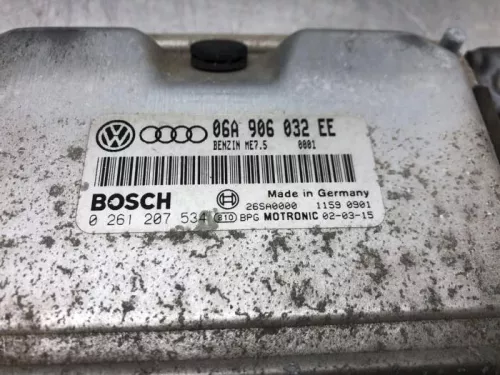 06A 906 032 EE
BENZIN ME7.5 0001
Made in Germany
BOSCH 26SA0000 1159 0901
0 261 207 534 B10 BPG MOTRONIC 02-03-15